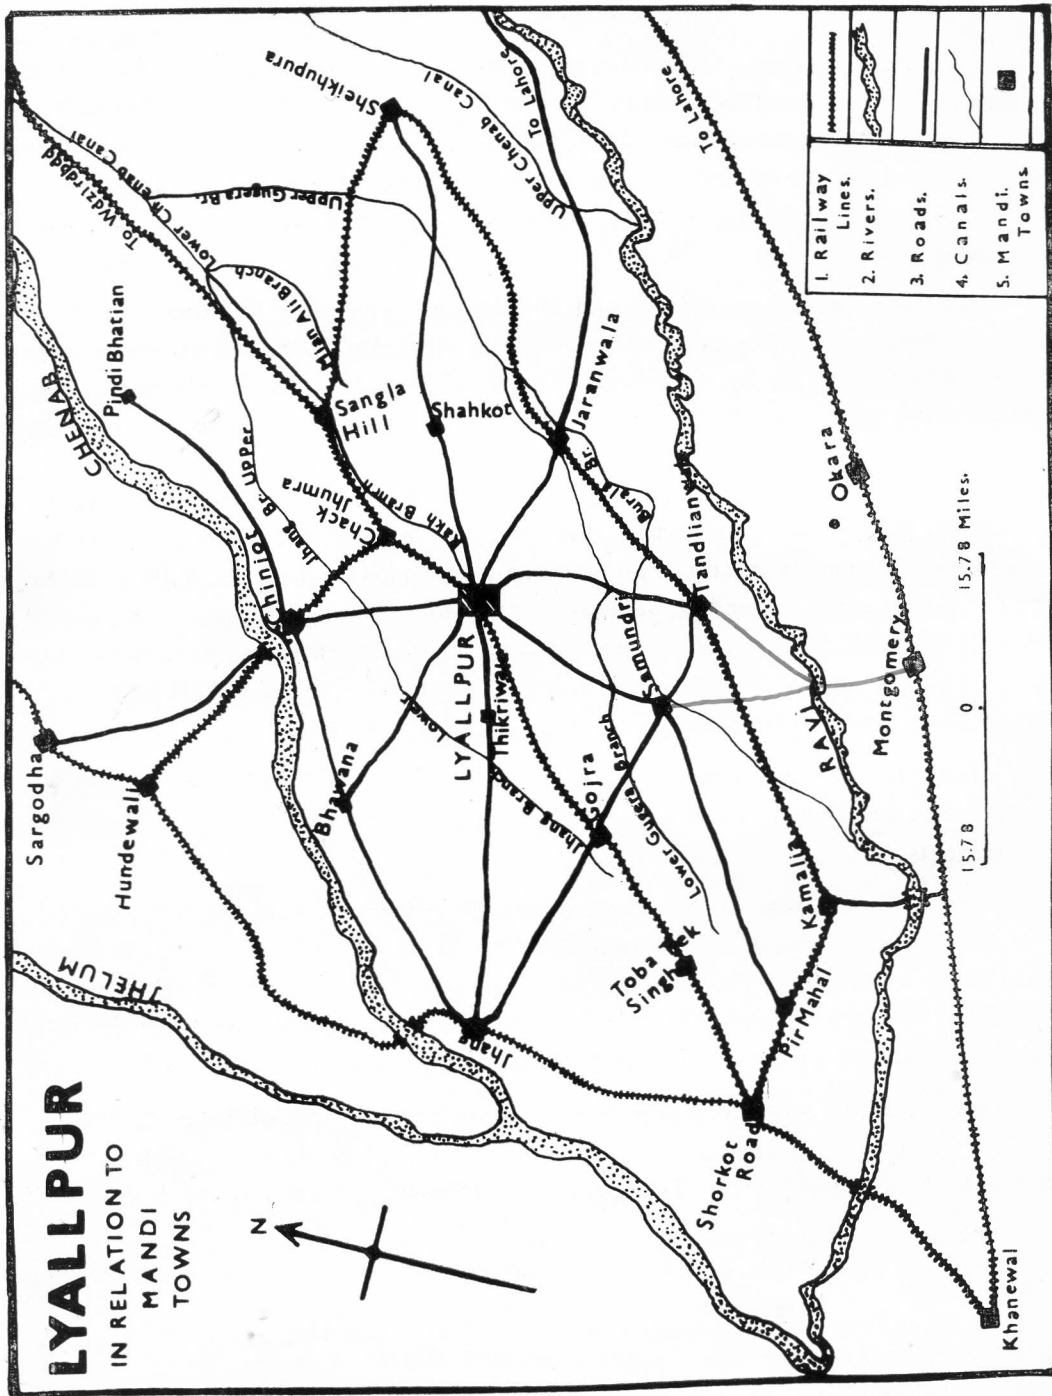 LYALLPUR
IN RELATION TO
MANDI
TOWNS
N
JHELUM
Sargodha
Hundewali
CHENAB
Pindi Bhatian
To Wazirabad
Lower Chenab Canal
Upper Gugera Br.
Mian Ali Branch
Sheikhupura
Upper Chenab Canal
To Lahore
To Lahore
Chiniot
Jhang Br. Upper
Chack
Jhumra
Sangla
Hill
Rakh Branch
Shahkot
Bhawana
LYALLPUR
Thikriwala
Lower
Jhang Branch
Jaranwala
Burala Br.
Jhang
Gojra
Samundri
Tandlianwala
Lower Gugera Branch
Lower Gugera
Toba Tek
Singh
Kamalia
Pir Mahal
Shorkot
Road
RAVI
Okara
Montgomery
Khanewal
15.78 0 15.78 Miles.
1. Railway
Lines.
2. Rivers.
3. Roads.
4. Canals.
5. Mandi.
Towns